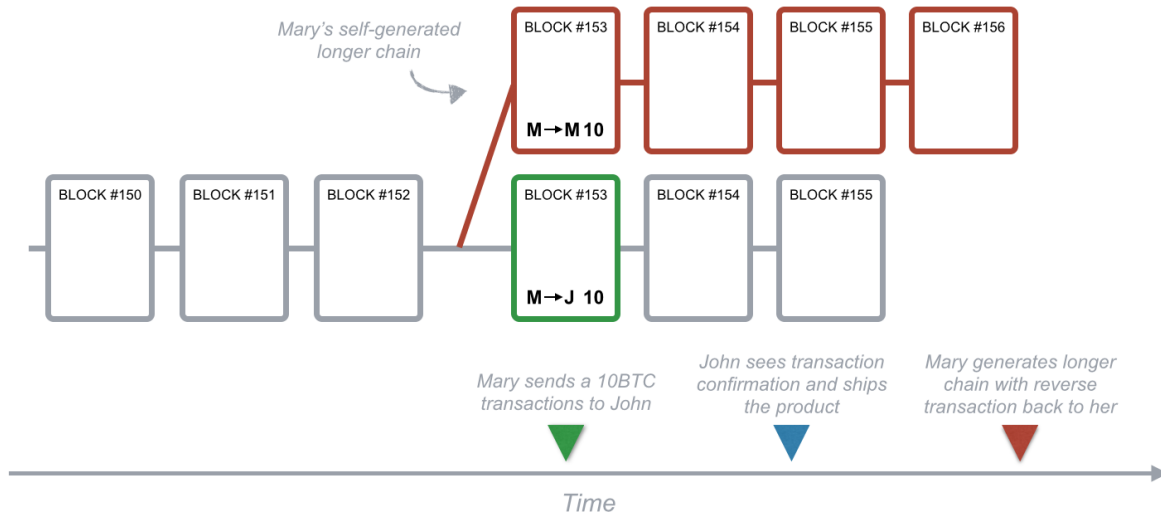 Mary's self-generated
longer chain
BLOCK #153
BLOCK #154
BLOCK #155
BLOCK #156
M→M 10
BLOCK #150
BLOCK #151
BLOCK #152
BLOCK #153
BLOCK #154
BLOCK #155
M→J 10
Mary sends a 10BTC
transactions to John
John sees transaction
confirmation and ships
the product
Mary generates longer
chain with reverse
transaction back to her
Time